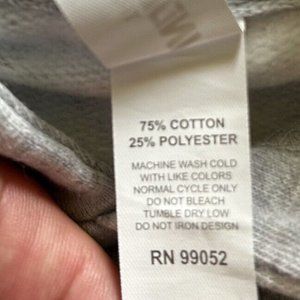 75% COTTON
25% POLYESTER
MACHINE WASH COLD
WITH LIKE COLORS
NORMAL CYCLE ONLY
DO NOT BLEACH
TUMBLE DRY LOW
DO NOT IRON DESIGN
RN 99052